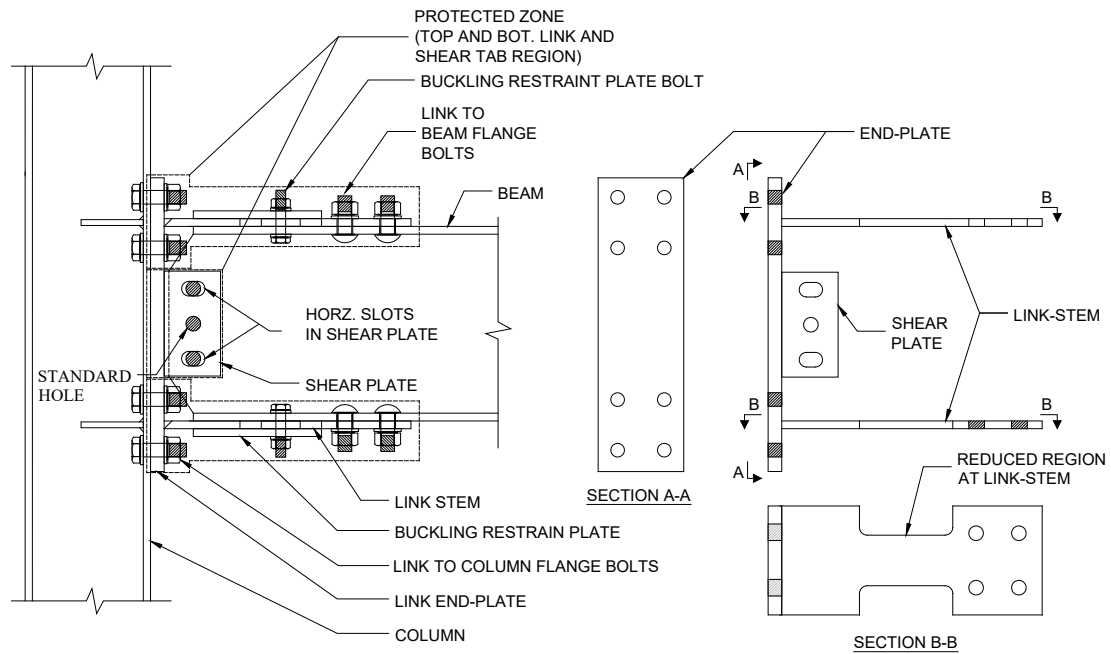 PROTECTED ZONE
(TOP AND BOT. LINK AND
SHEAR TAB REGION)
BUCKLING RESTRAINT PLATE BOLT
LINK TO
BEAM FLANGE
BOLTS
BEAM
HORZ. SLOTS
IN SHEAR PLATE
STANDARD
HOLE
SHEAR PLATE
LINK STEM
BUCKLING RESTRAIN PLATE
LINK TO COLUMN FLANGE BOLTS
LINK END-PLATE
COLUMN
END-PLATE
A
B
B
SHEAR
PLATE
LINK-STEM
B
B
A
SECTION A-A
REDUCED REGION
AT LINK-STEM
SECTION B-B